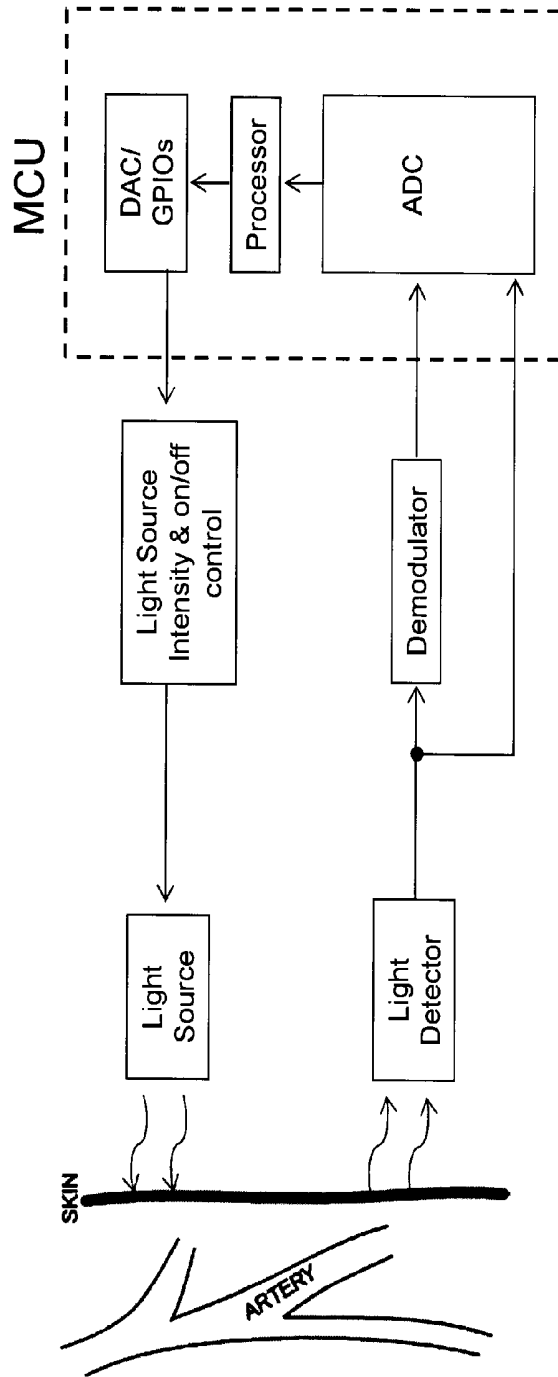 MCU
DAC/
GPIOs
Processor
ADC
Light Source
Intensity & on/off
control
Demodulator
Light
Source
Light
Detector
SKIN
ARTERY